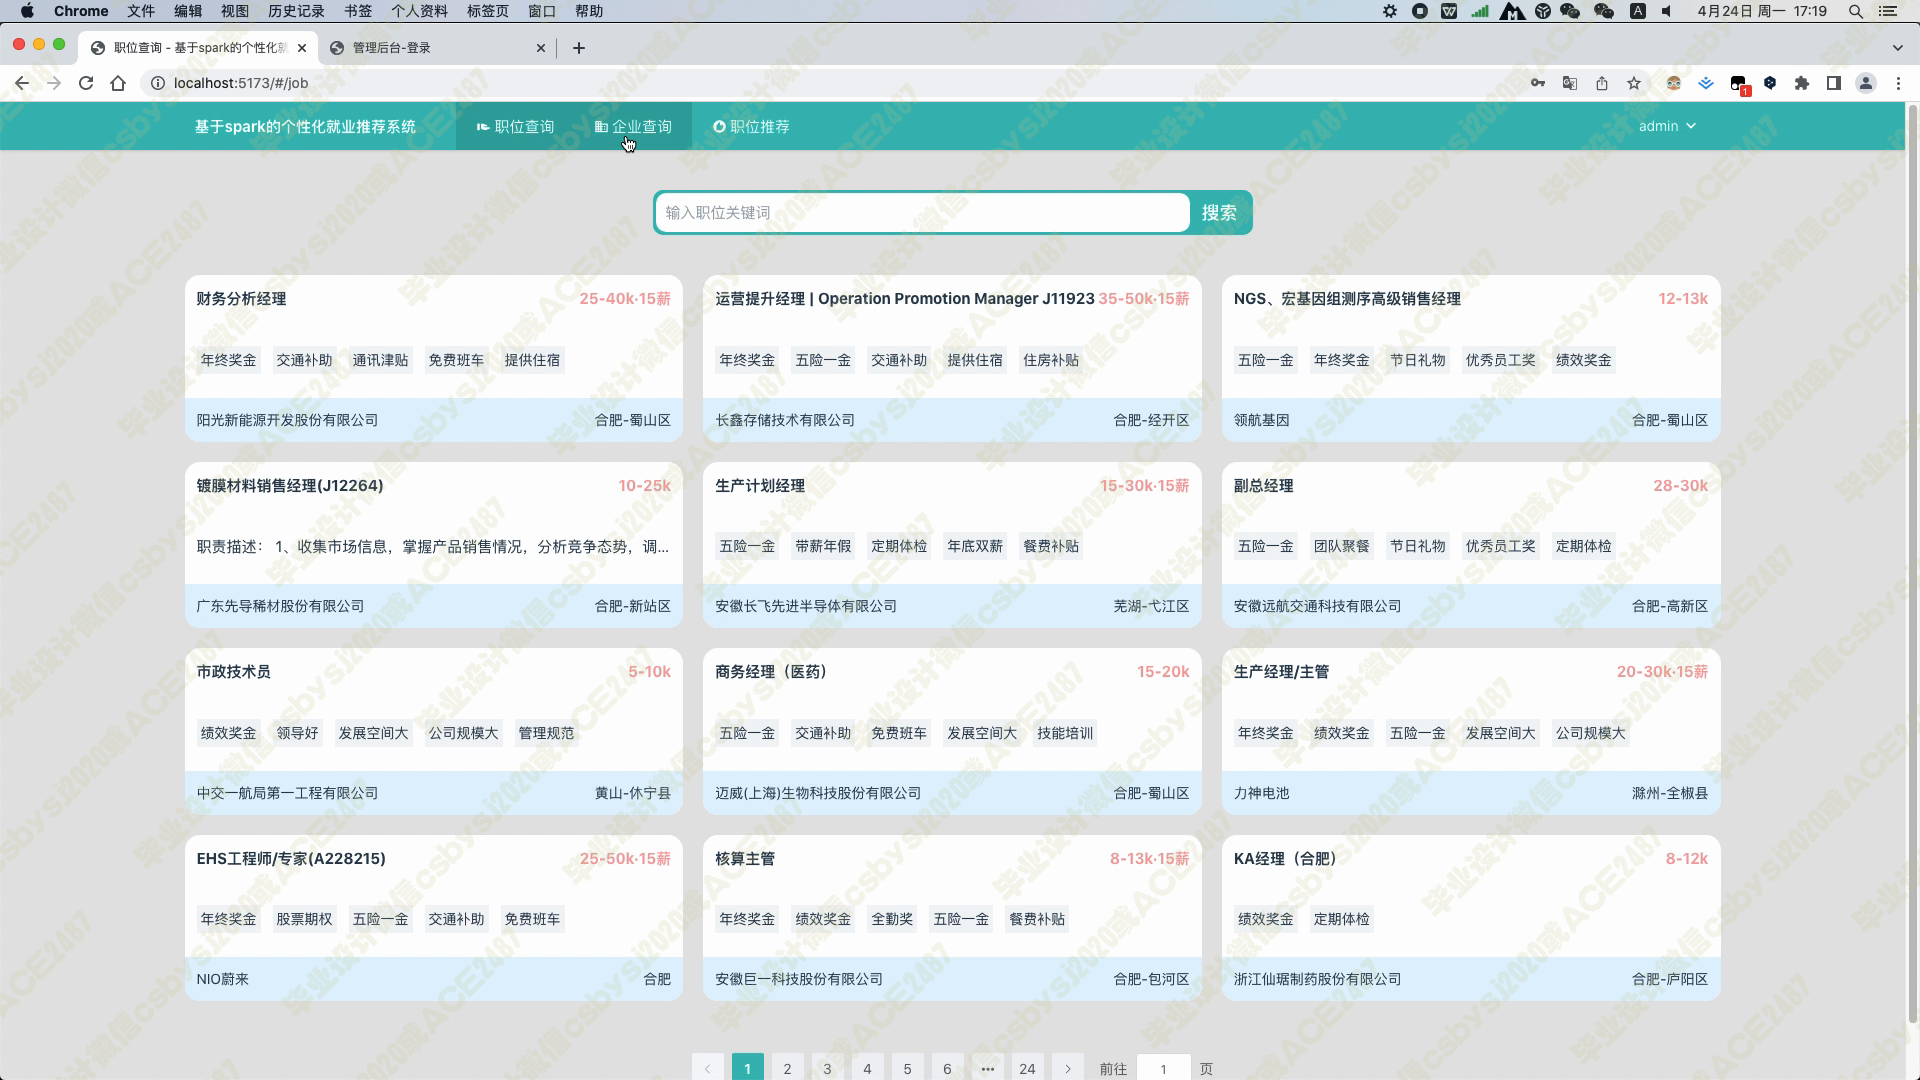 Chrome 文件 编辑 视图 历史记录 书签 个人资料 标签页 窗口 帮助 4月24日 周一 17:19
职位查询 - 基于spark的个性化就 管理后台-登录
localhost:5173/#/job
基于spark的个性化就业推荐系统 职位查询 企业查询 职位推荐 admin
输入职位关键词 搜索
财务分析经理 25-40k·15薪
年终奖金 交通补助 通讯津贴 免费班车 提供住宿
阳光新能源开发股份有限公司 合肥-蜀山区
运营提升经理 | Operation Promotion Manager J11923 35-50k·15薪
年终奖金 五险一金 交通补助 提供住宿 住房补贴
长鑫存储技术有限公司 合肥-经开区
NGS、宏基因组测序高级销售经理 12-13k
五险一金 年终奖金 节日礼物 优秀员工奖 绩效奖金
领航基因 合肥-蜀山区
镀膜材料销售经理(J12264) 10-25k
职责描述： 1、收集市场信息，掌握产品销售情况，分析竞争态势，调...
广东先导稀材股份有限公司 合肥-新站区
生产计划经理 15-30k·15薪
五险一金 带薪年假 定期体检 年底双薪 餐费补贴
安徽长飞先进半导体有限公司 芜湖-弋江区
副总经理 28-30k
五险一金 团队聚餐 节日礼物 优秀员工奖 定期体检
安徽远航交通科技有限公司 合肥-高新区
市政技术员 5-10k
绩效奖金 领导好 发展空间大 公司规模大 管理规范
中交一航局第一工程有限公司 黄山-休宁县
商务经理（医药） 15-20k
五险一金 交通补助 免费班车 发展空间大 技能培训
迈威(上海)生物科技股份有限公司 合肥-蜀山区
生产经理/主管 20-30k·15薪
年终奖金 绩效奖金 五险一金 发展空间大 公司规模大
力神电池 滁州-全椒县
EHS工程师/专家(A228215) 25-50k·15薪
年终奖金 股票期权 五险一金 交通补助 免费班车
NIO蔚来 合肥
核算主管 8-13k·15薪
年终奖金 绩效奖金 全勤奖 五险一金 餐费补贴
安徽巨一科技股份有限公司 合肥-包河区
KA经理（合肥） 8-12k
绩效奖金 定期体检
浙江仙琚制药股份有限公司 合肥-庐阳区
1 2 3 4 5 6 ••• 24 前往 1 页
毕业设计微信csbysj2020或ACE2487